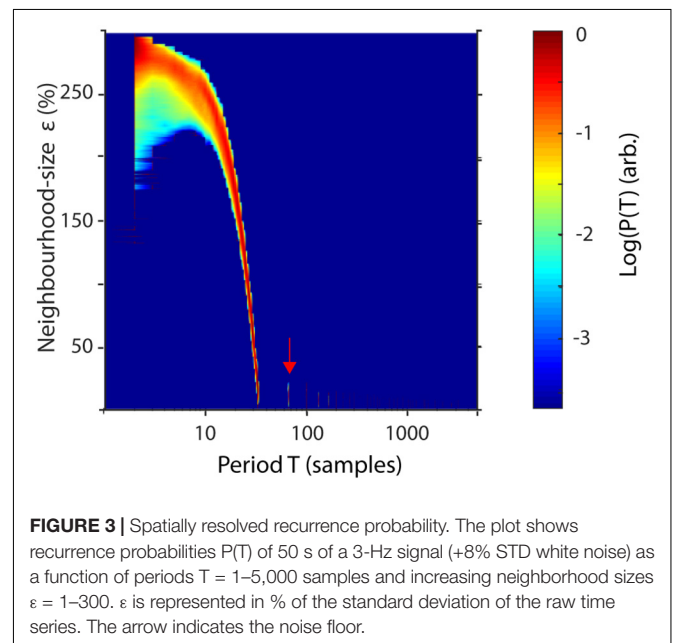 250
150
50
Neighbourhood-size ε (%)
10
100
1000
Period T (samples)
0
-1
-2
-3
Log(P(T) (arb.)
FIGURE 3 | Spatially resolved recurrence probability. The plot shows
recurrence probabilities P(T) of 50 s of a 3-Hz signal (+8% STD white noise) as
a function of periods T = 1–5,000 samples and increasing neighborhood sizes
ε = 1–300. ε is represented in % of the standard deviation of the raw time
series. The arrow indicates the noise floor.